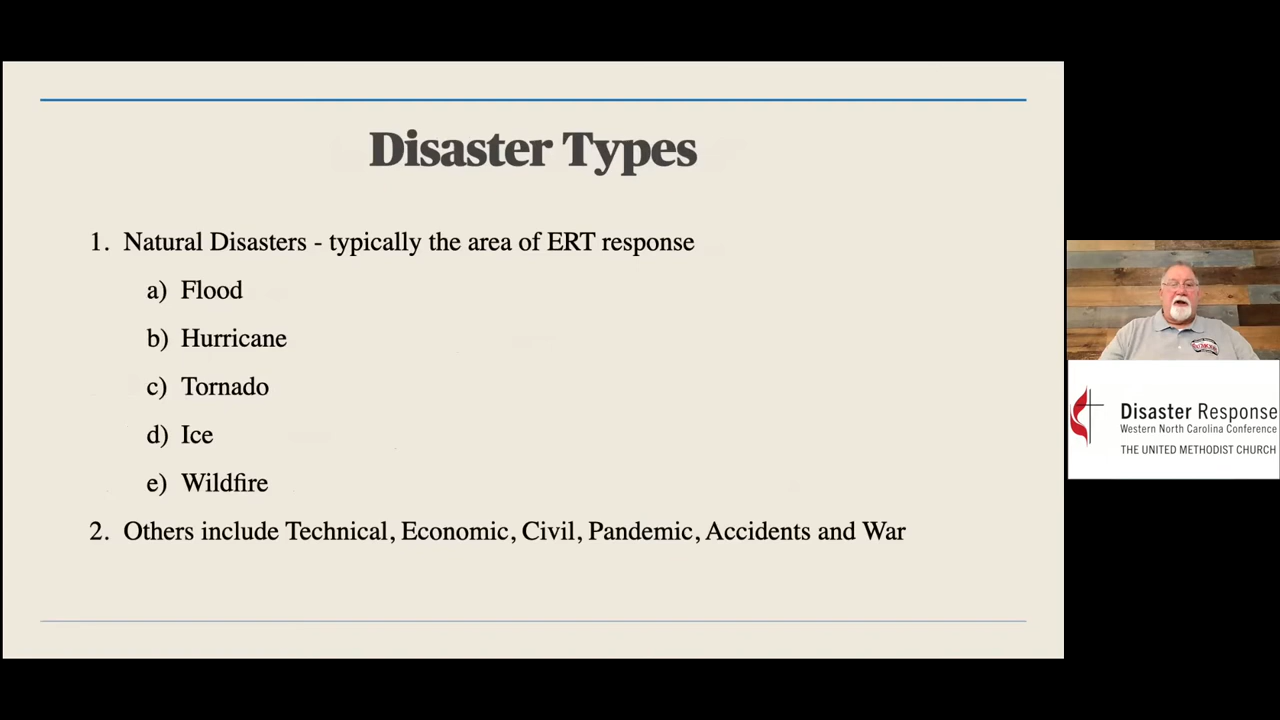 Disaster Types
1. Natural Disasters - typically the area of ERT response
a) Flood
b) Hurricane
c) Tornado
d) Ice
e) Wildfire
2. Others include Technical, Economic, Civil, Pandemic, Accidents and War
Disaster Response
Western North Carolina Conference
THE UNITED METHODIST CHURCH